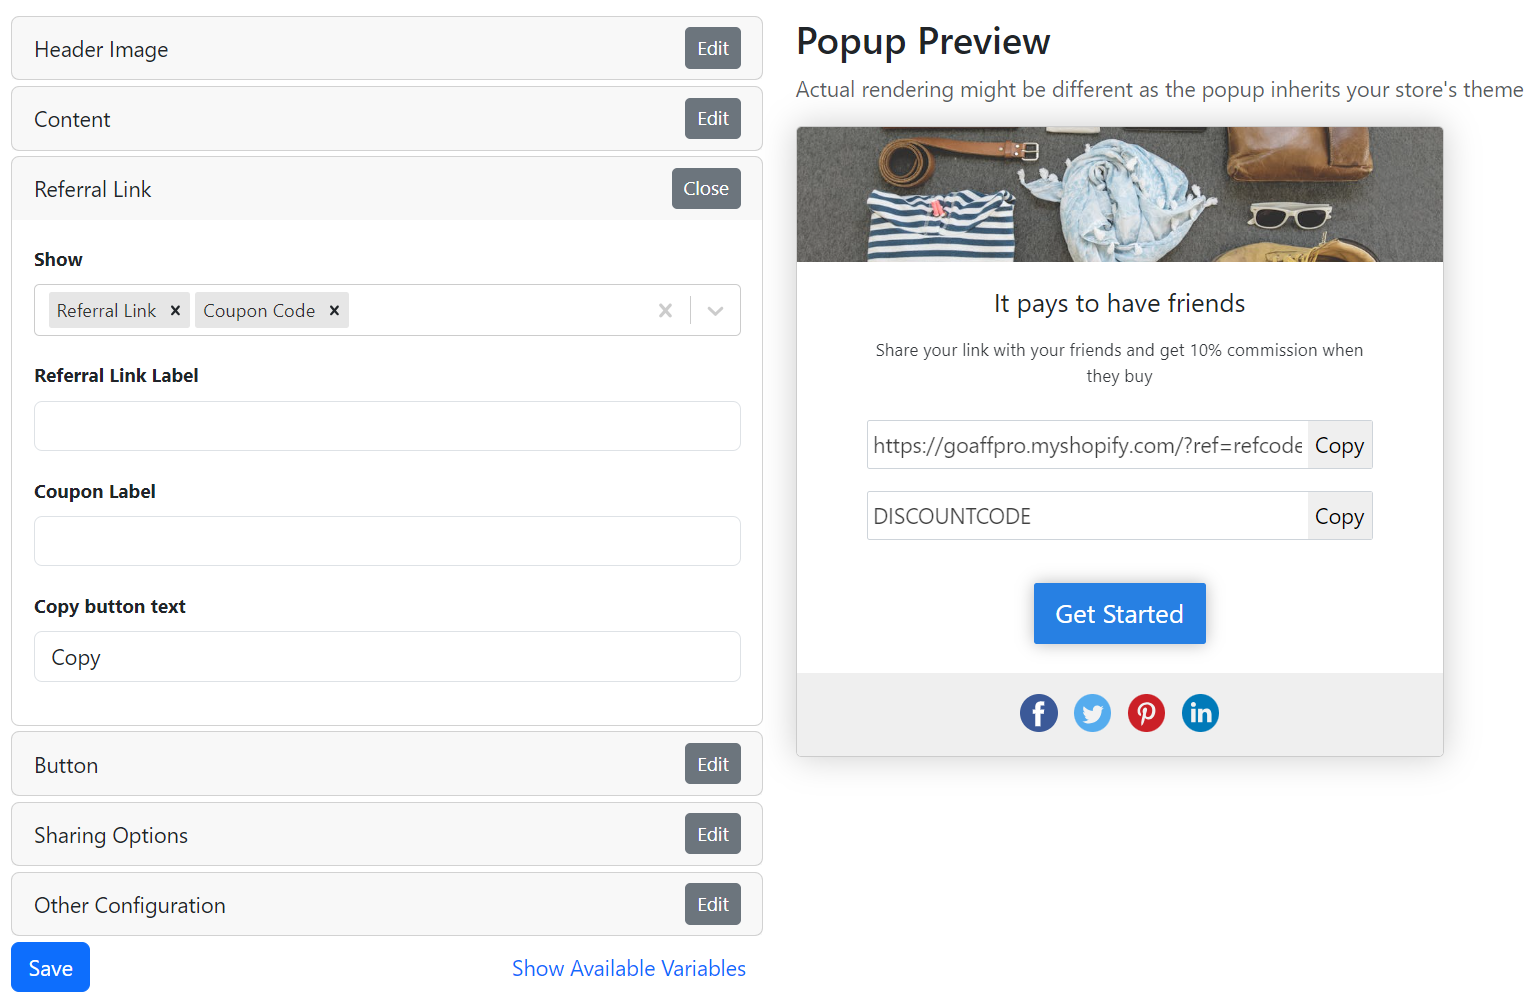 Header Image
Edit
Content
Edit
Referral Link
Close
Show
Referral Link × Coupon Code ×
Referral Link Label
Coupon Label
Copy button text
Copy
Button
Edit
Sharing Options
Edit
Other Configuration
Edit
Save
Show Available Variables
Popup Preview
Actual rendering might be different as the popup inherits your store's theme
It pays to have friends
Share your link with your friends and get 10% commission when
they buy
https://goaffpro.myshopify.com/?ref=refcode
Copy
DISCOUNTCODE
Copy
Get Started